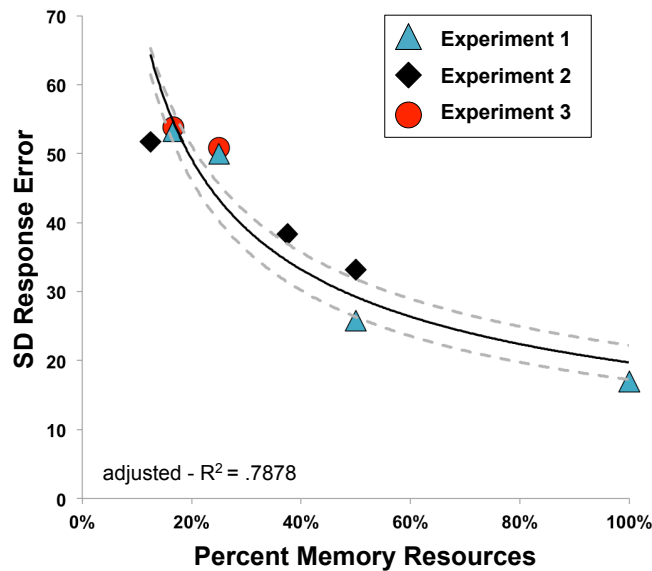 70
60
50
40
30
20
10
0
SD Response Error
Experiment 1
Experiment 2
Experiment 3
adjusted - R² = .7878
0% 20% 40% 60% 80% 100%
Percent Memory Resources